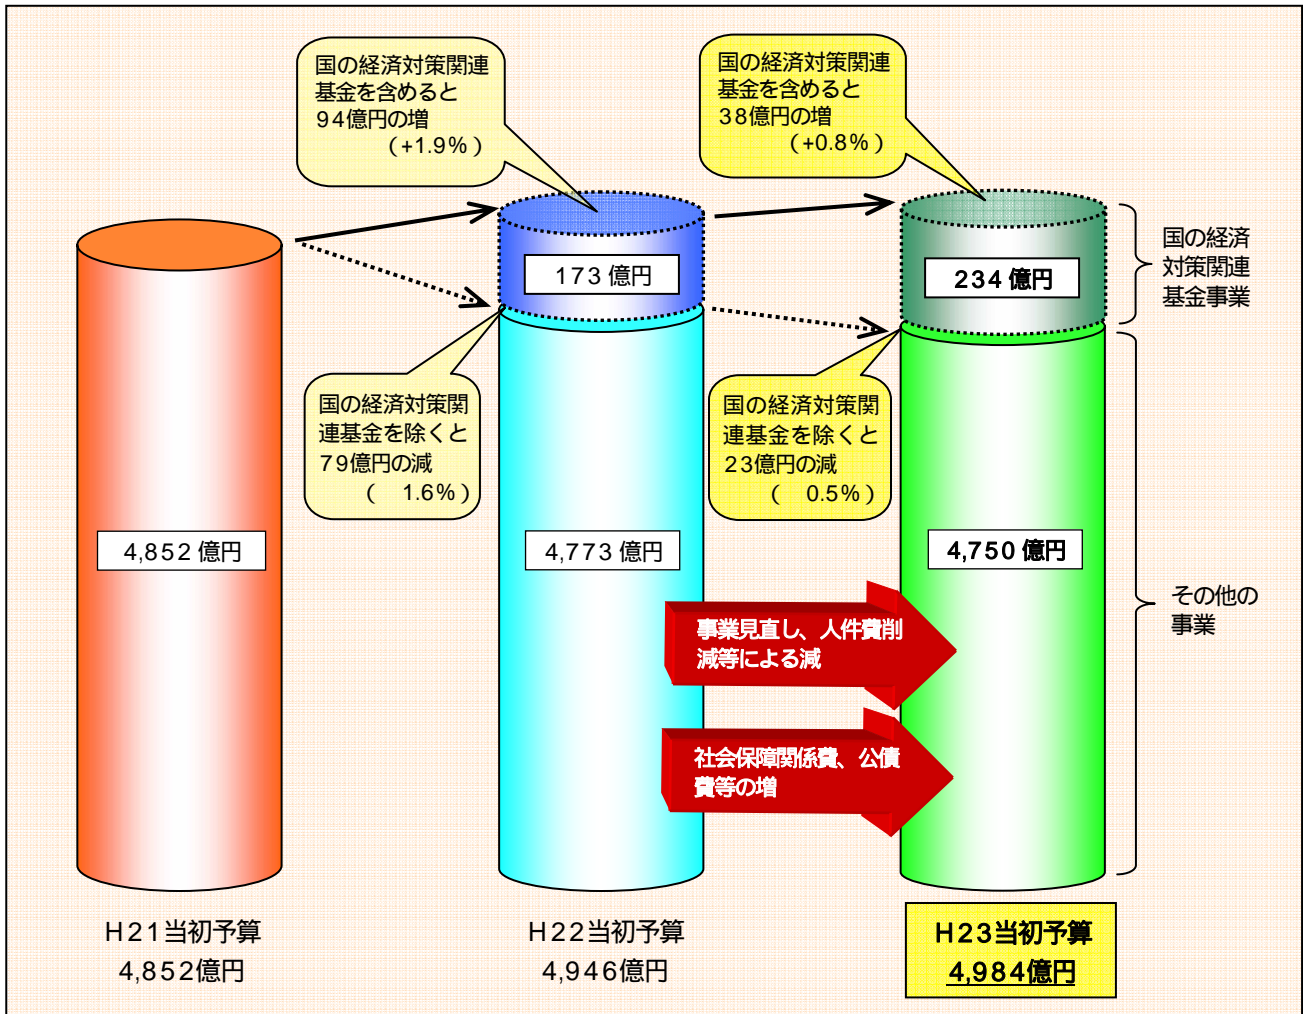 国の経済対策関連
基金を含めると
94億円の増
（+1.9％）
国の経済対策関連
基金を含めると
38億円の増
（+0.8％）
173 億円
234 億円
国の経済
対策関連
基金事業
国の経済対策関
連基金を除くと
79億円の減
（　1.6％）
国の経済対策関
連基金を除くと
23億円の減
（　0.5％）
4,852 億円
4,773 億円
4,750 億円
その他の
事業
事業見直し、人件費削
減等による減
社会保障関係費、公債
費等の増
H21当初予算
4,852億円
H22当初予算
4,946億円
H23当初予算
4,984億円